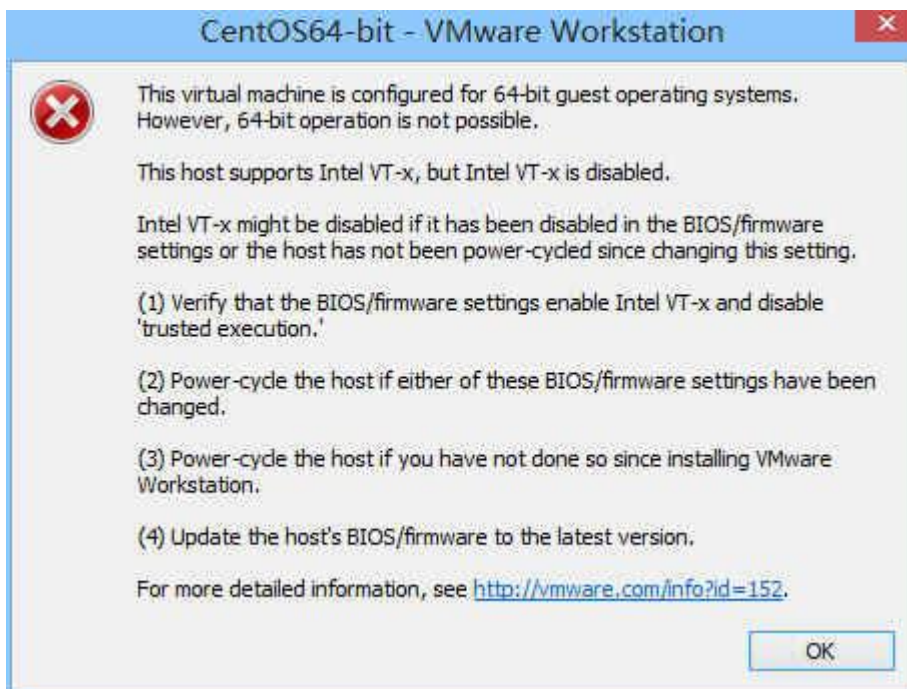 CentOS64-bit - VMware Workstation
This virtual machine is configured for 64-bit guest operating systems.
However, 64-bit operation is not possible.
This host supports Intel VT-x, but Intel VT-x is disabled.
Intel VT-x might be disabled if it has been disabled in the BIOS/firmware
settings or the host has not been power-cycled since changing this setting.
(1) Verify that the BIOS/firmware settings enable Intel VT-x and disable
'trusted execution.'
(2) Power-cycle the host if either of these BIOS/firmware settings have been
changed.
(3) Power-cycle the host if you have not done so since installing VMware
Workstation.
(4) Update the host's BIOS/firmware to the latest version.
For more detailed information, see http://vmware.com/info?id=152.
OK